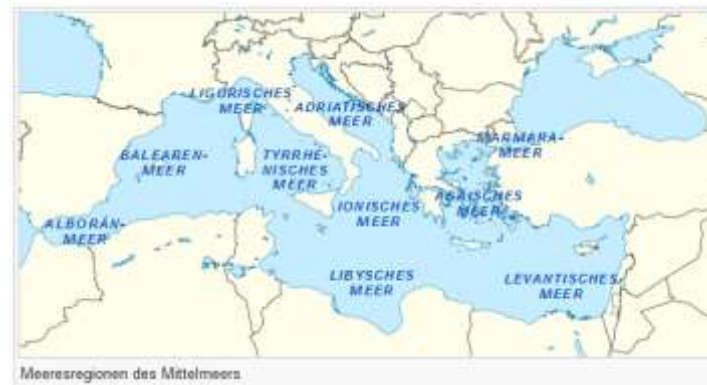 LIGURISCHES
MEER
ADRIATISCHES
MEER
MARMARA-
MEER
BALEAREN-
MEER
TYRRHE-
NISCHES
MEER
ÄGÄISCHES
MEER
IONISCHES
MEER
ALBORÁN-
MEER
LIBYSCHES
MEER
LEVANTISCHES
MEER
Meeresregionen des Mittelmeers